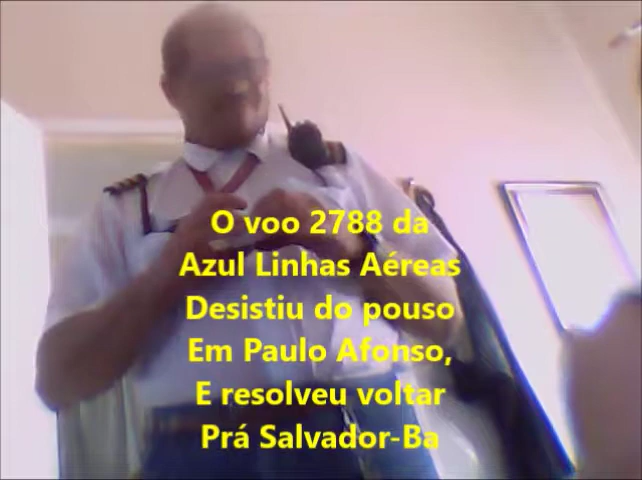 O voo 2788 da
Azul Linhas Aéreas
Desistiu do pouso
Em Paulo Afonso,
E resolveu voltar
Prá Salvador-Ba